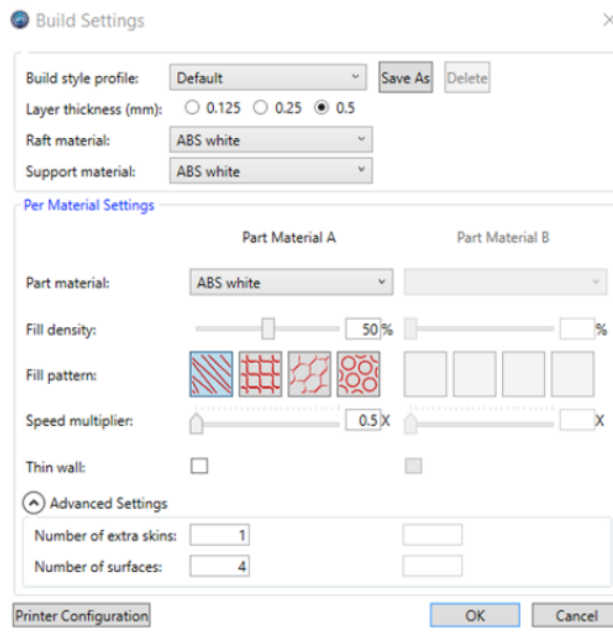 Build Settings
Build style profile: Default Save As Delete
Layer thickness (mm): 0.125 0.25 0.5
Raft material: ABS white
Support material: ABS white
Per Material Settings
Part Material A Part Material B
Part material: ABS white
Fill density: 50 % %
Fill pattern:
Speed multiplier: 0.5 X X
Thin wall:
Advanced Settings
Number of extra skins: 1
Number of surfaces: 4
Printer Configuration OK Cancel